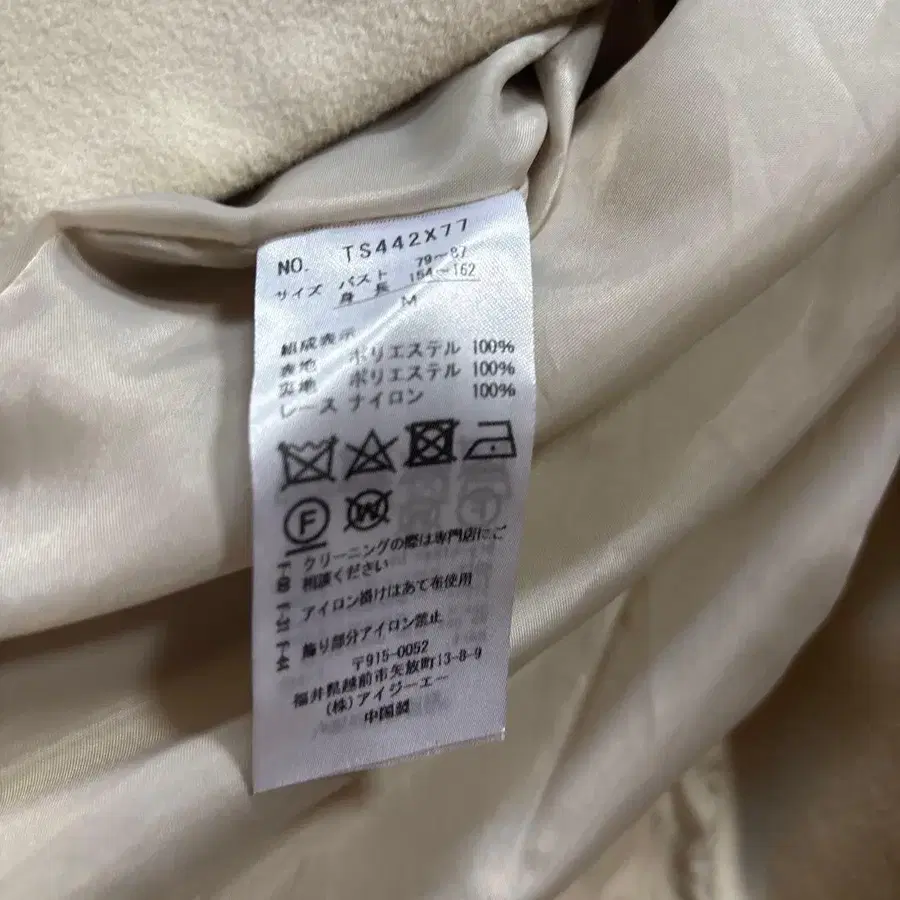 NO. TS442X77
サイズ バスト 79〜87
身長 154〜162
M
組成表示
表地 ポリエステル 100%
裏地 ポリエステル 100%
レース ナイロン 100%
F W
F-00 F-31 F-44
クリーニングの際は専門店にご
相談ください
アイロン掛けはあて布使用
飾り部分アイロン禁止
〒915-0052
福井県越前市矢放町13-8-9
(株)アイジーエー
中国製